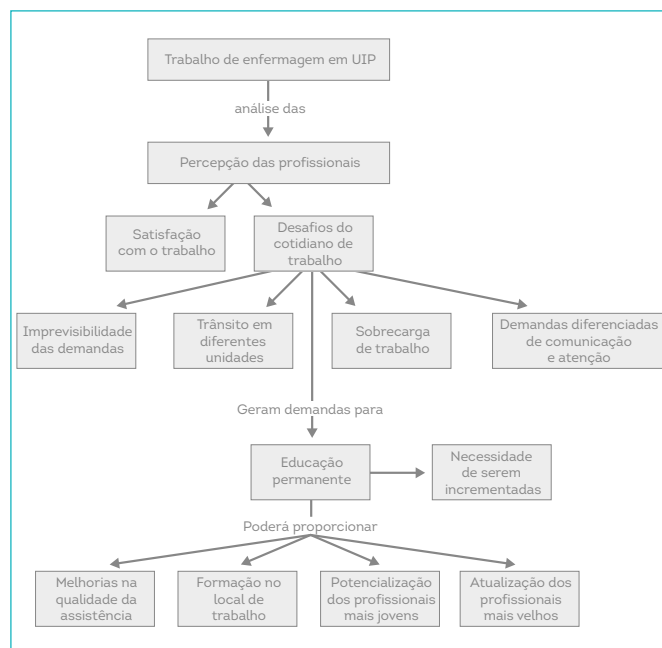 Trabalho de enfermagem em UIP
análise das
Percepção das profissionais
Satisfação
com o trabalho
Desafios do
cotidiano de
trabalho
Imprevisibilidade
das demandas
Trânsito em
diferentes
unidades
Sobrecarga
de trabalho
Demandas diferenciadas
de comunicação
e atenção
Geram demandas para
Educação
permanente
Necessidade
de serem
incrementadas
Poderá proporcionar
Melhorias na
qualidade da
assistência
Formação no
local de
trabalho
Potencialização
dos profissionais
mais jovens
Atualização dos
profissionais
mais velhos